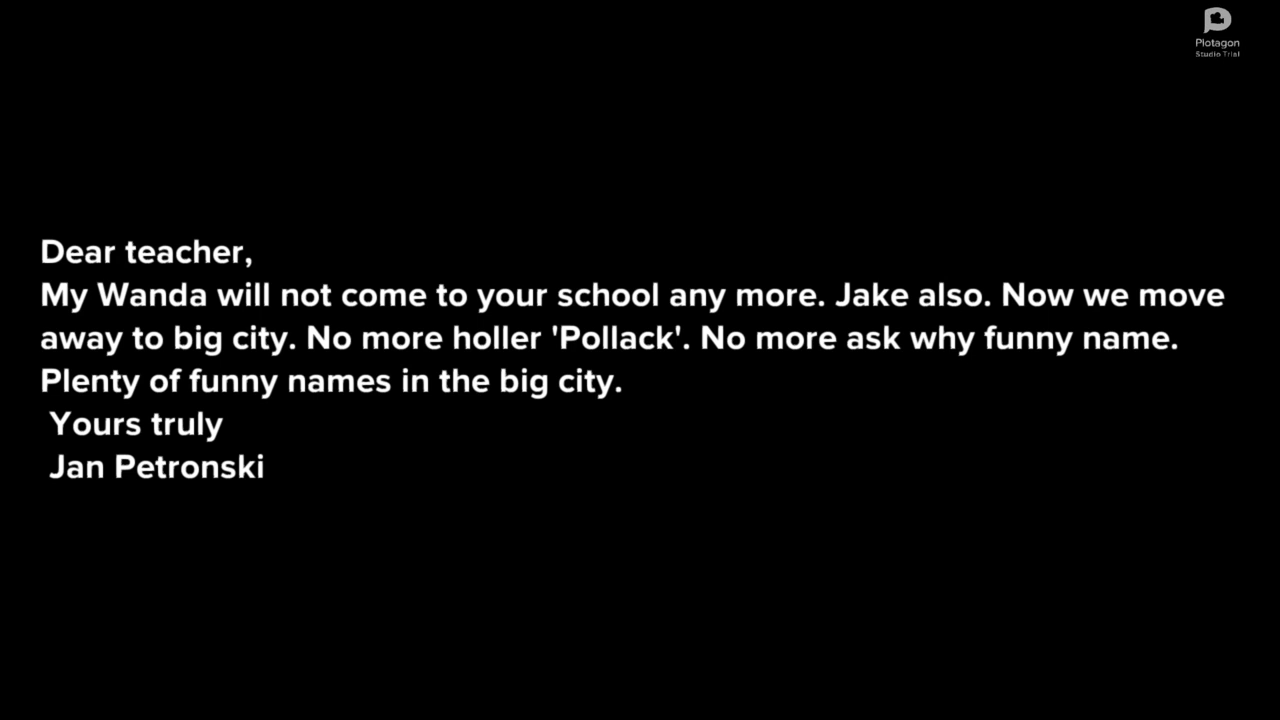 Plotagon
Studio Trial
Dear teacher,
My Wanda will not come to your school any more. Jake also. Now we move
away to big city. No more holler 'Pollack'. No more ask why funny name.
Plenty of funny names in the big city.
Yours truly
Jan Petronski